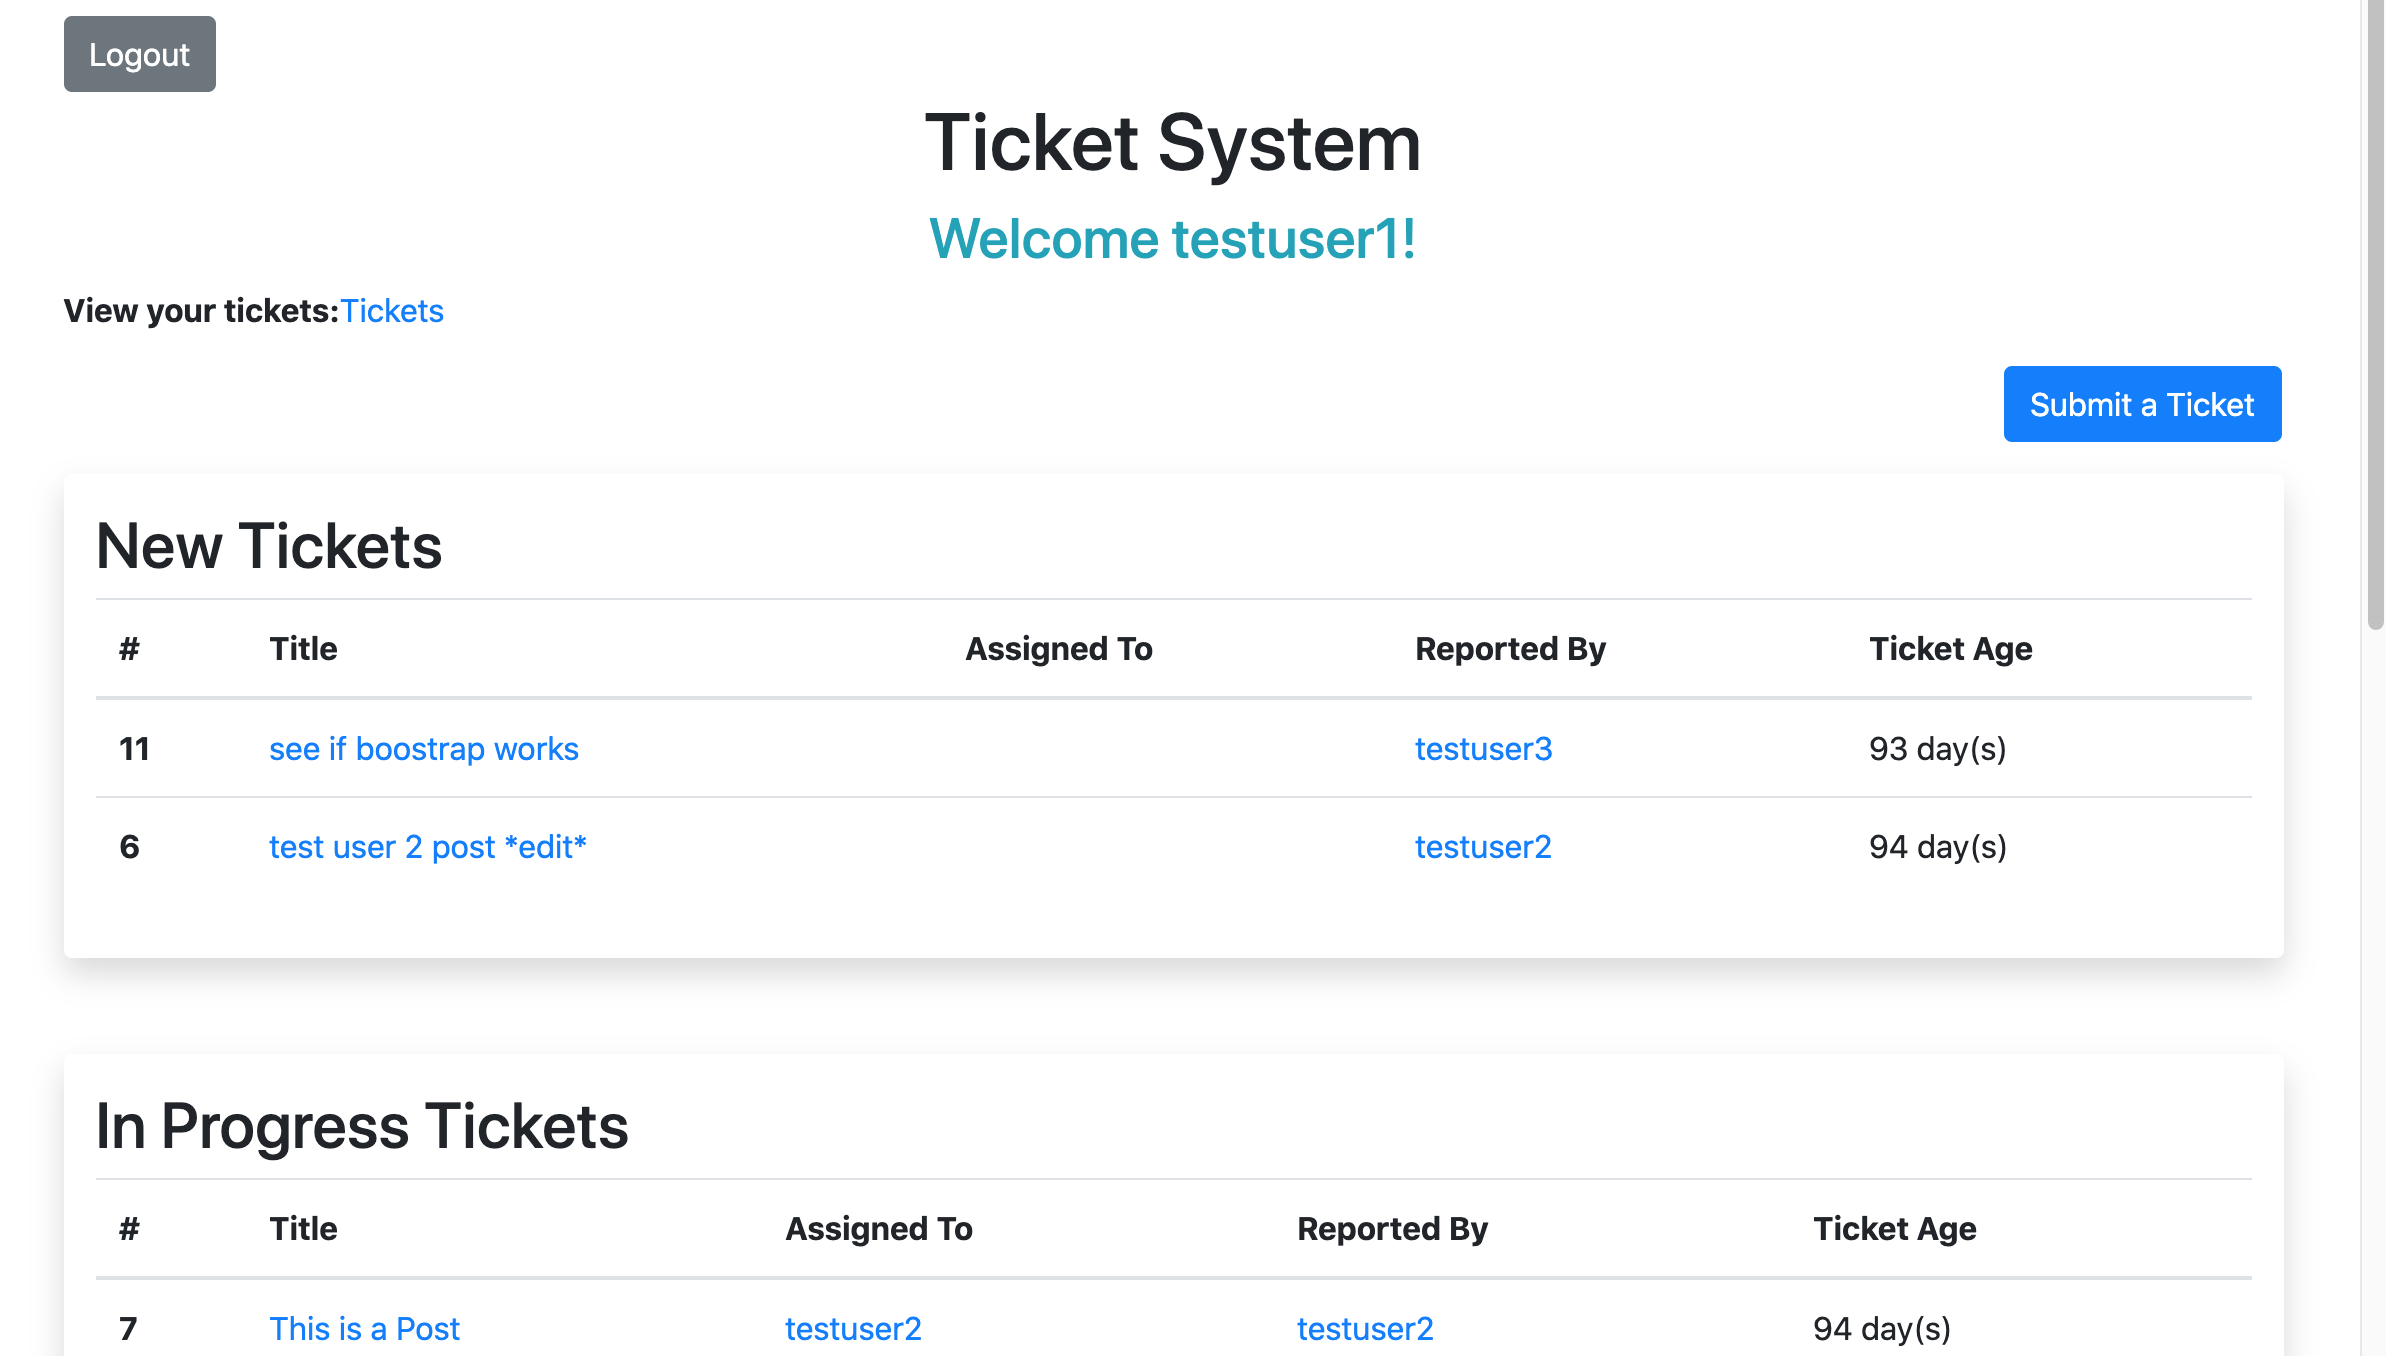 Logout
Ticket System
Welcome testuser1!
View your tickets:Tickets
Submit a Ticket
New Tickets
# Title Assigned To Reported By Ticket Age
11 see if boostrap works testuser3 93 day(s)
6 test user 2 post *edit* testuser2 94 day(s)
In Progress Tickets
# Title Assigned To Reported By Ticket Age
7 This is a Post testuser2 testuser2 94 day(s)